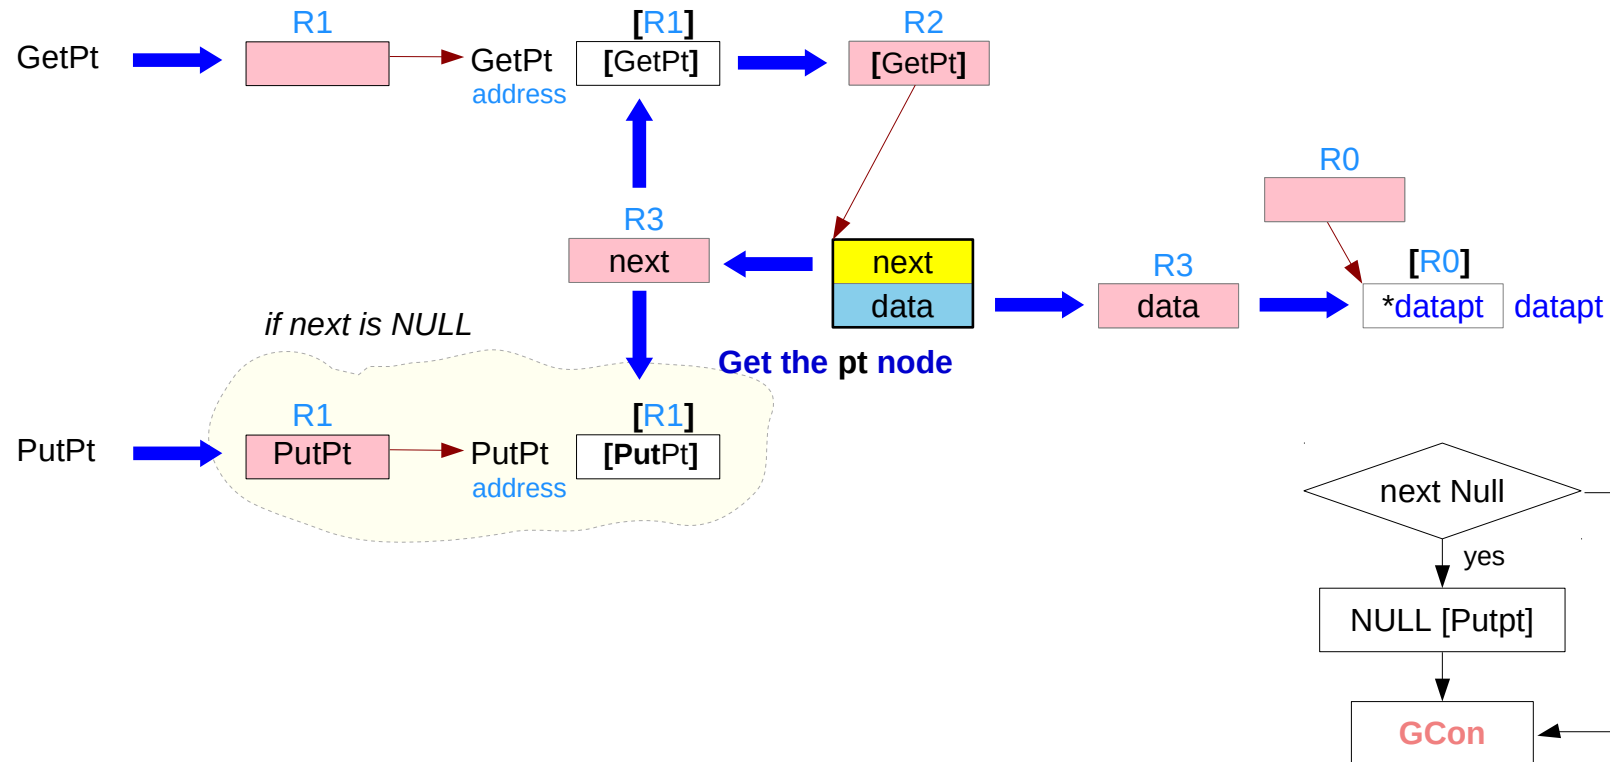 R1
[R1]
R2
GetPt
GetPt
[GetPt]
[GetPt]
address
R0
R3
[R0]
next
next
R3
data
data
*datapt
datapt
if next is NULL
Get the pt node
R1
[R1]
PutPt
PutPt
PutPt
[PutPt]
address
next Null
yes
NULL [Putpt]
GCon